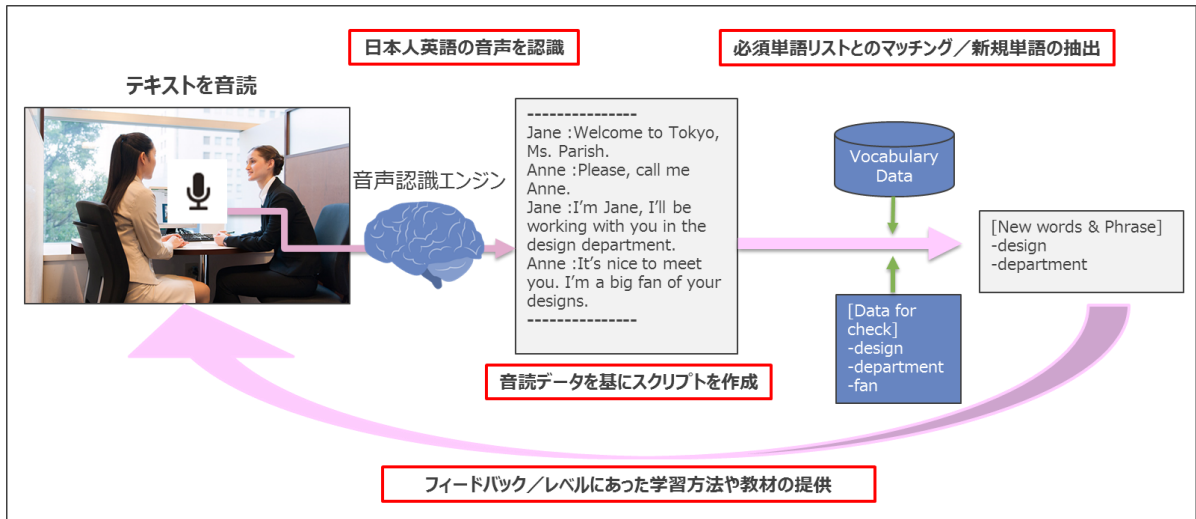 日本人英語の音声を認識
必須単語リストとのマッチング／新規単語の抽出
テキストを音読
音声認識エンジン
---------------
Jane :Welcome to Tokyo,
Ms. Parish.
Anne :Please, call me
Anne.
Jane :I’m Jane, I’ll be
working with you in the
design department.
Anne :It’s nice to meet
you. I’m a big fan of your
designs.
---------------
音読データを基にスクリプトを作成
Vocabulary
Data
[Data for
check]
-design
-department
-fan
[New words & Phrase]
-design
-department
フィードバック／レベルにあった学習方法や教材の提供